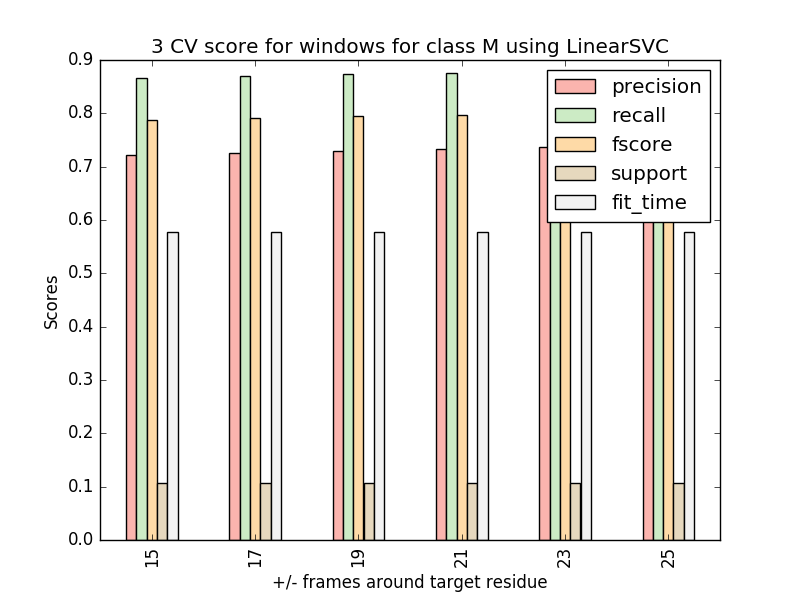 3 CV score for windows for class M using LinearSVC
0.9
0.8
0.7
0.6
0.5
0.4
0.3
0.2
0.1
0.0
Scores
precision
recall
fscore
support
fit_time
15
17
19
21
23
25
+/- frames around target residue